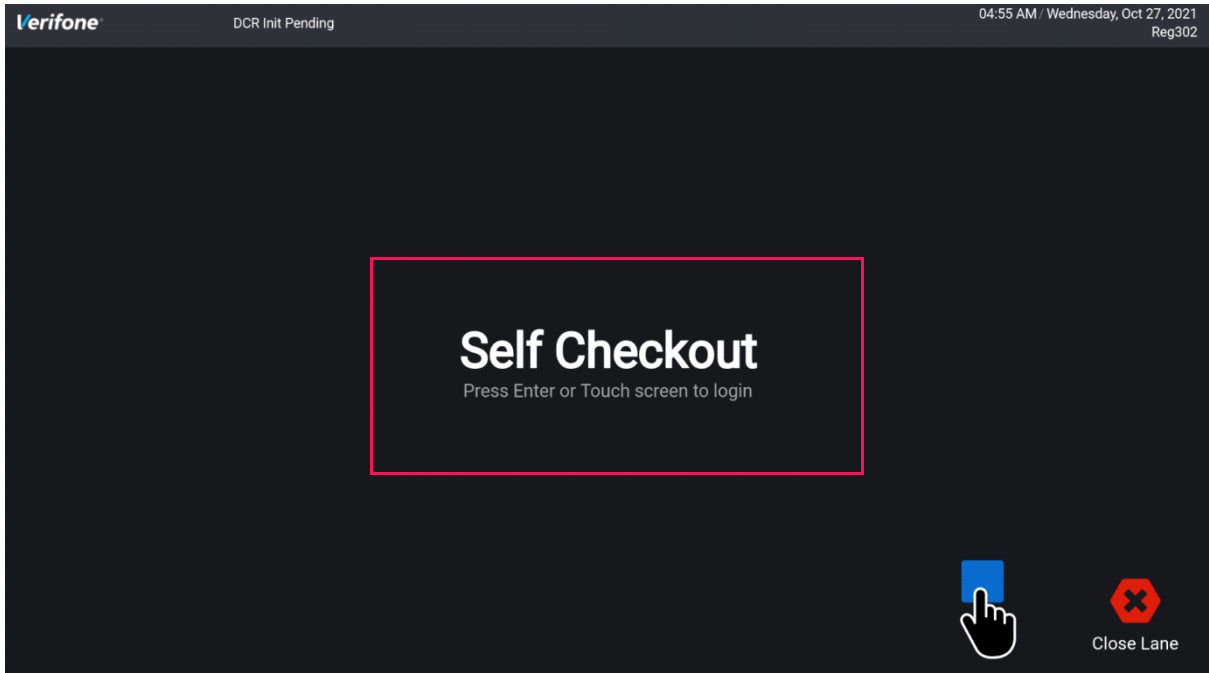 Verifone
DCR Init Pending
04:55 AM / Wednesday, Oct 27, 2021
Reg302
Self Checkout
Press Enter or Touch screen to login
Close Lane